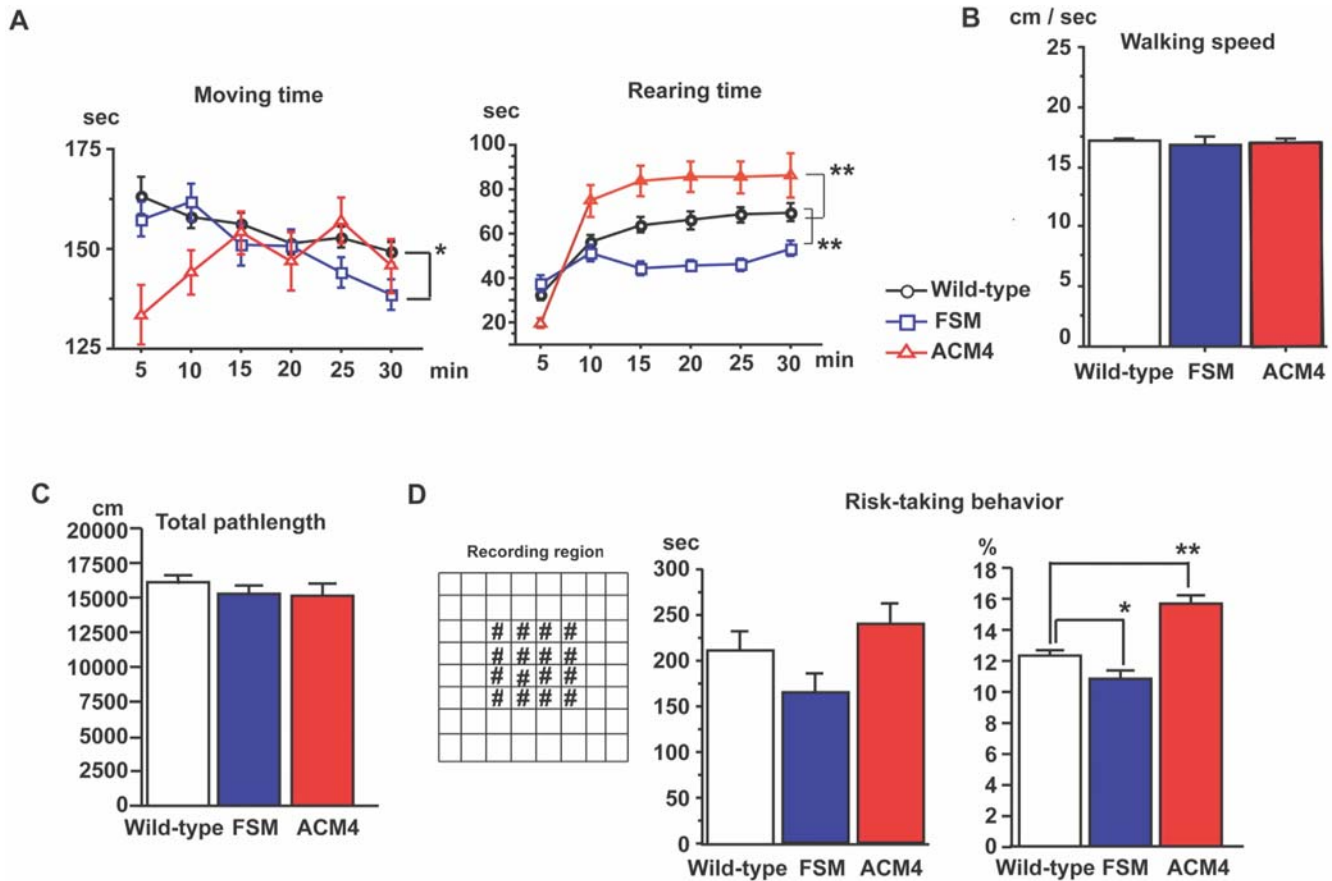 A
Moving time
sec
175
150
125
5 10 15 20 25 30 min
*
Rearing time
sec
100
80
60
40
20
5 10 15 20 25 30 min
**
**
Wild-type
FSM
ACM4
B
cm / sec
Walking speed
25
20
15
10
5
0
Wild-type FSM ACM4
C
cm
Total pathlength
20000
17500
15000
12500
10000
7500
5000
2500
0
Wild-type FSM ACM4
D
Risk-taking behavior
Recording region
# # # #
# # # #
# # # #
# # # #
sec
300
250
200
150
100
50
0
Wild-type FSM ACM4
%
18
16
14
12
10
8
6
4
2
0
**
*
Wild-type FSM ACM4